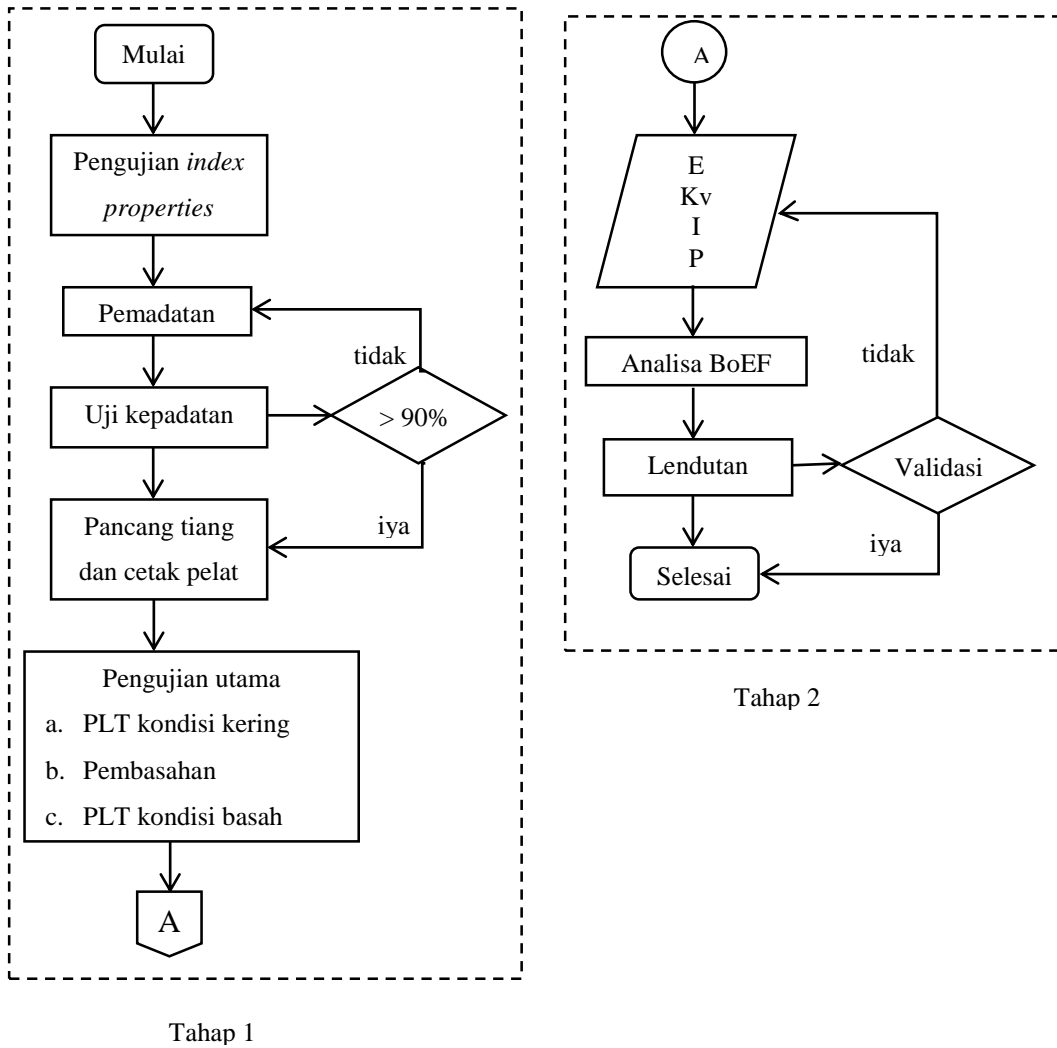 Mulai
Pengujian index
properties
Pemadatan
tidak
Uji kepadatan
> 90%
iya
Pancang tiang
dan cetak pelat
Pengujian utama
a. PLT kondisi kering
b. Pembasahan
c. PLT kondisi basah
A
Tahap 1
A
E
Kv
I
P
Analisa BoEF
tidak
Lendutan
Validasi
iya
Selesai
Tahap 2